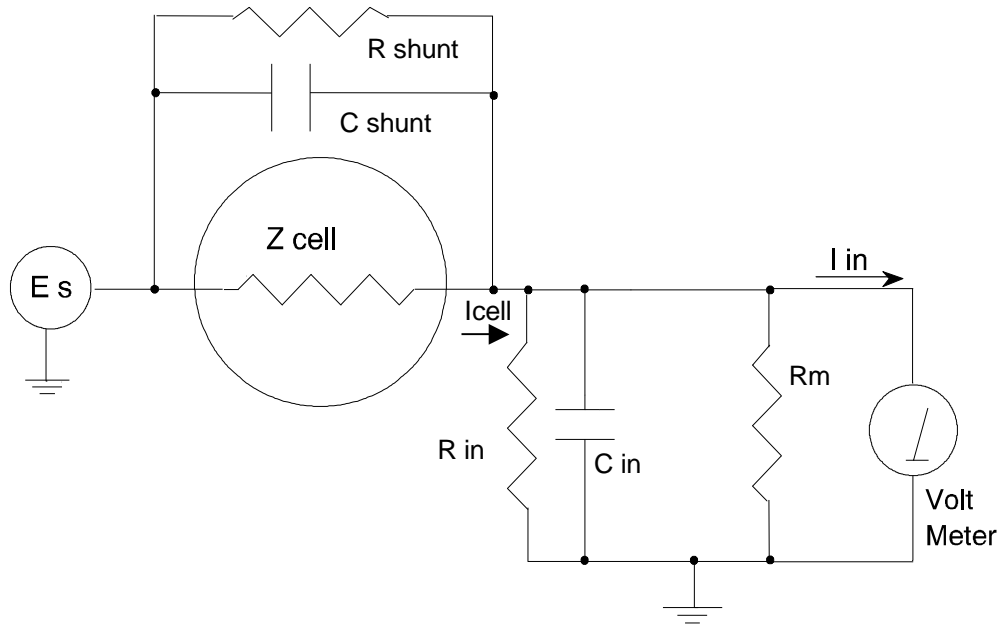 R shunt
C shunt
Z cell
E s
I in
Icell
Rm
R in
C in
Volt
Meter